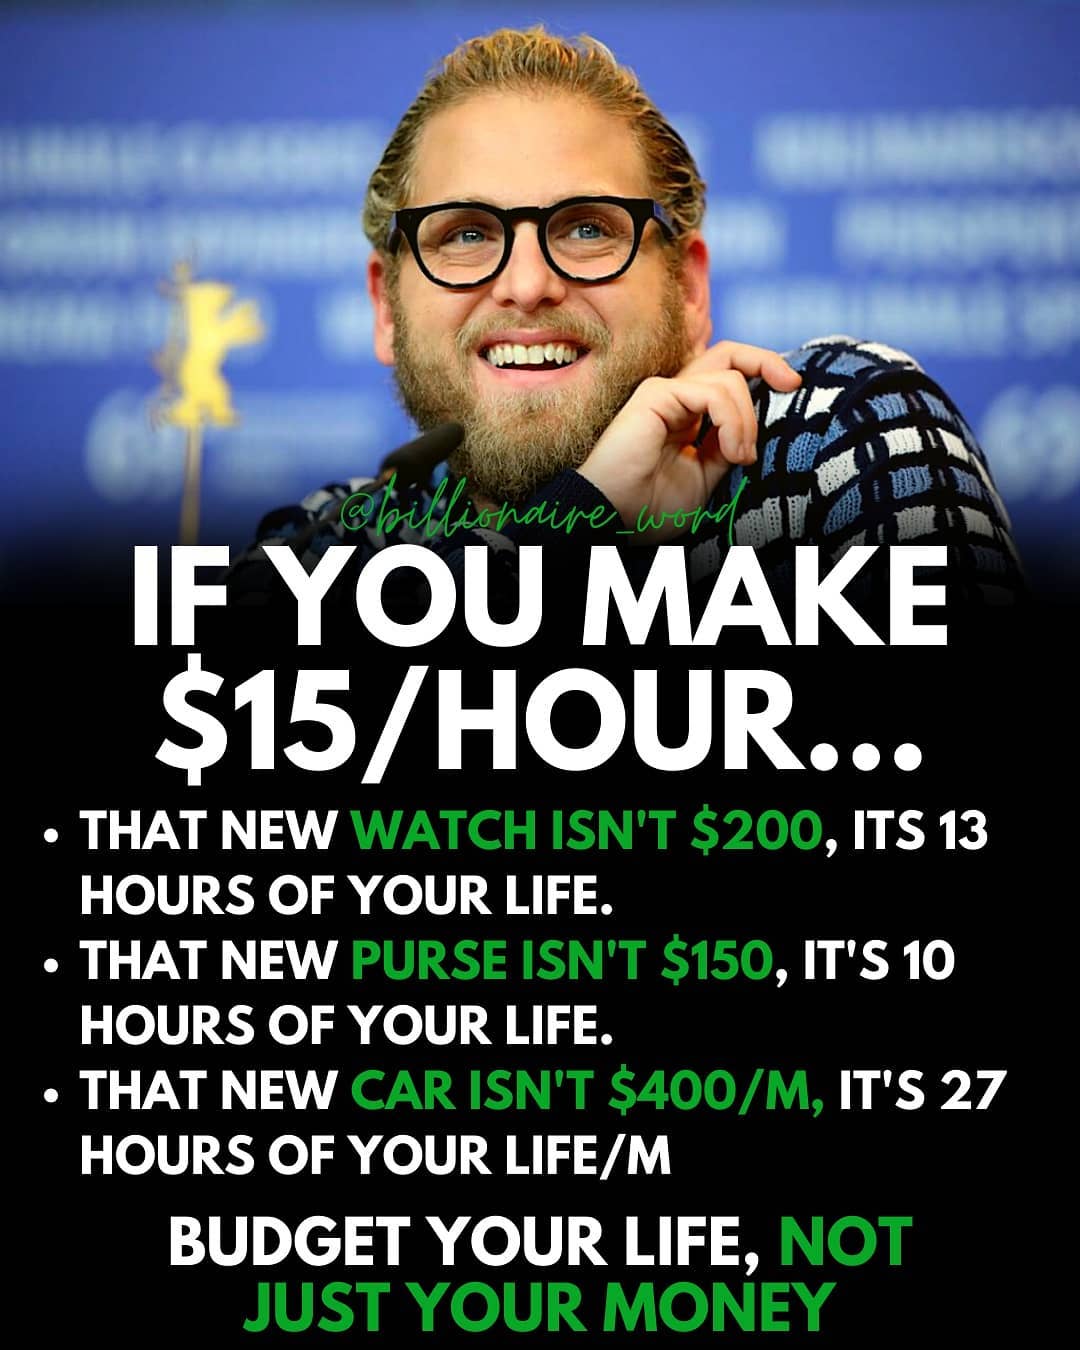 @billionaire_word
IF YOU MAKE
$15/HOUR...
• THAT NEW WATCH ISN'T $200, ITS 13
HOURS OF YOUR LIFE.
• THAT NEW PURSE ISN'T $150, IT'S 10
HOURS OF YOUR LIFE.
• THAT NEW CAR ISN'T $400/M, IT'S 27
HOURS OF YOUR LIFE/M
BUDGET YOUR LIFE, NOT
JUST YOUR MONEY